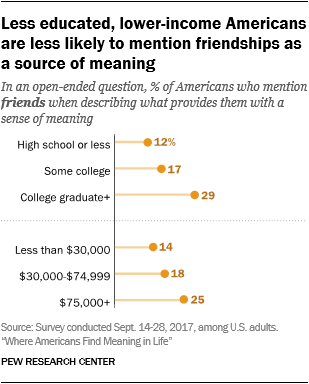 Less educated, lower-income Americans
are less likely to mention friendships as
a source of meaning
In an open-ended question, % of Americans who mention
friends when describing what provides them with a
sense of meaning
High school or less 12%
Some college 17
College graduate+ 29
Less than $30,000 14
$30,000-$74,999 18
$75,000+ 25
Source: Survey conducted Sept. 14-28, 2017, among U.S. adults.
“Where Americans Find Meaning in Life”
PEW RESEARCH CENTER